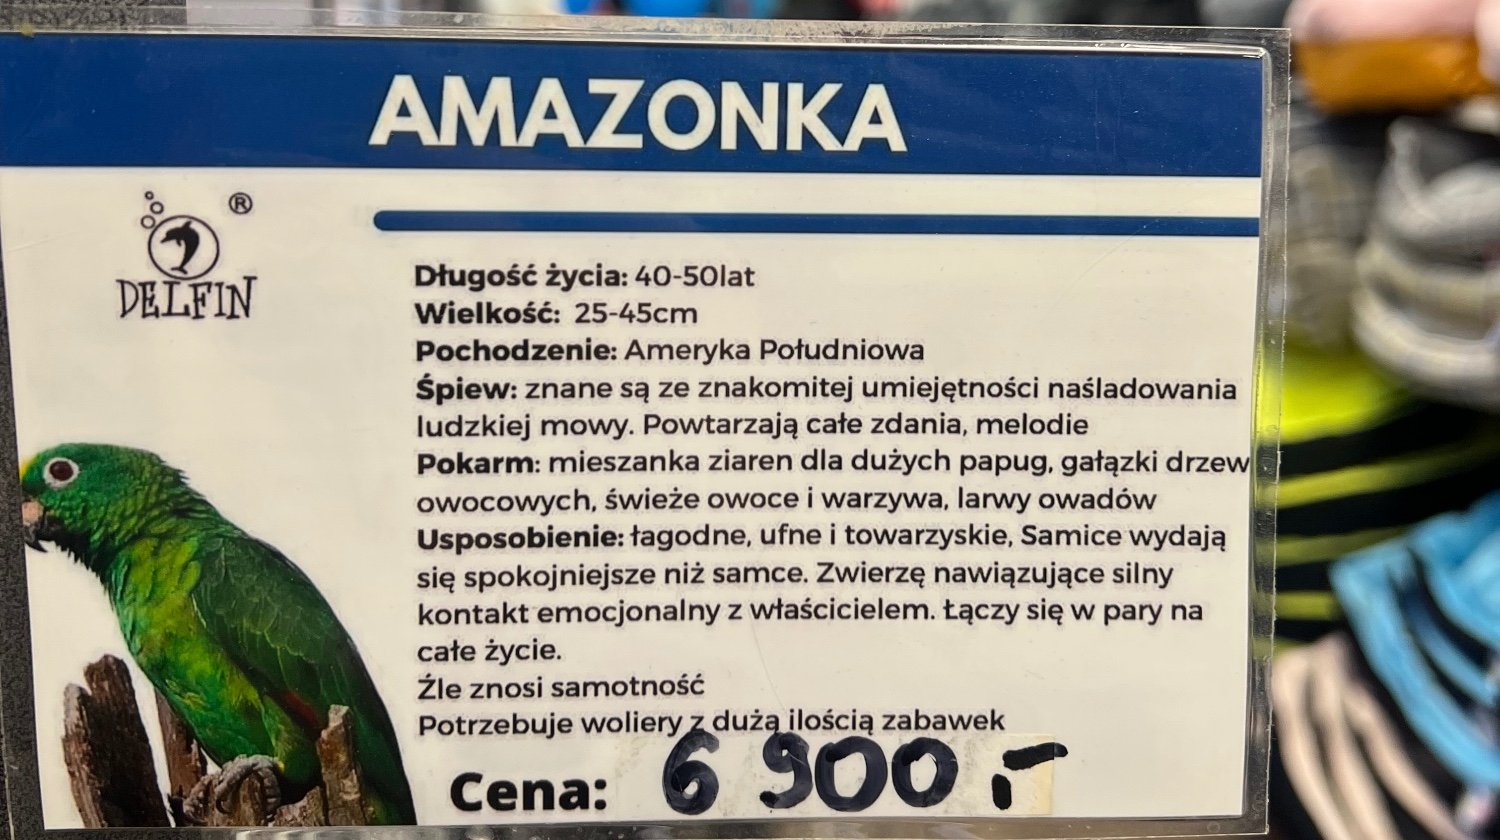 AMAZONKA
®
DELFIN
Długość życia: 40-50lat
Wielkość: 25-45cm
Pochodzenie: Ameryka Południowa
Śpiew: znane są ze znakomitej umiejętności naśladowania
ludzkiej mowy. Powtarzają całe zdania, melodie
Pokarm: mieszanka ziaren dla dużych papug, gałązki drzew
owocowych, świeże owoce i warzywa, larwy owadów
Usposobienie: łagodne, ufne i towarzyskie, Samice wydają
się spokojniejsze niż samce. Zwierzę nawiązujące silny
kontakt emocjonalny z właścicielem. Łączy się w pary na
całe życie.
Źle znosi samotność
Potrzebuje woliery z dużą ilością zabawek
Cena: 6 900.-